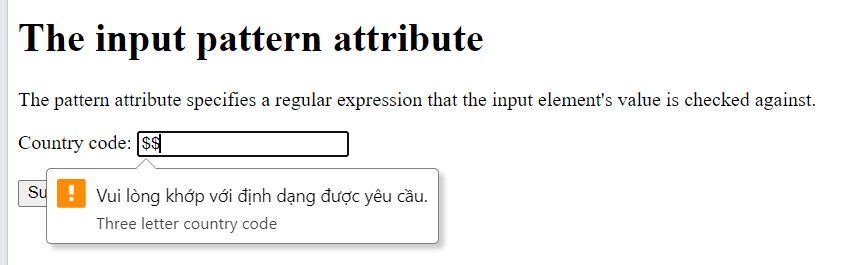 The input pattern attribute
The pattern attribute specifies a regular expression that the input element's value is checked against.
Country code: $$
Su
Vui lòng khớp với định dạng được yêu cầu.
Three letter country code